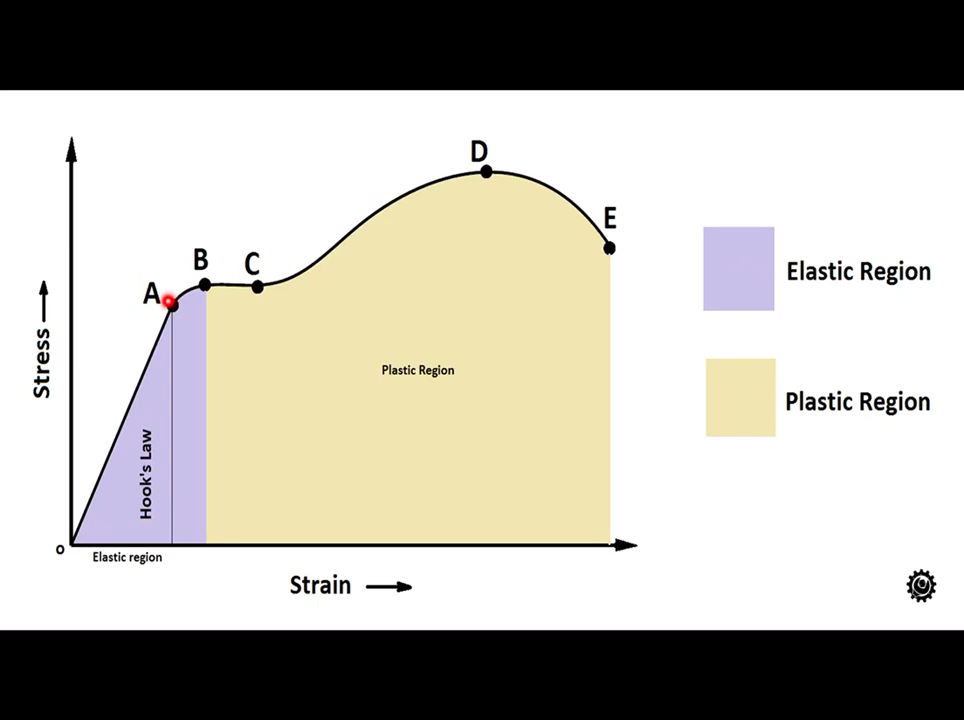 D
E
B
C
A
Elastic Region
Stress
Plastic Region
Plastic Region
Hook's Law
o
Elastic region
Strain